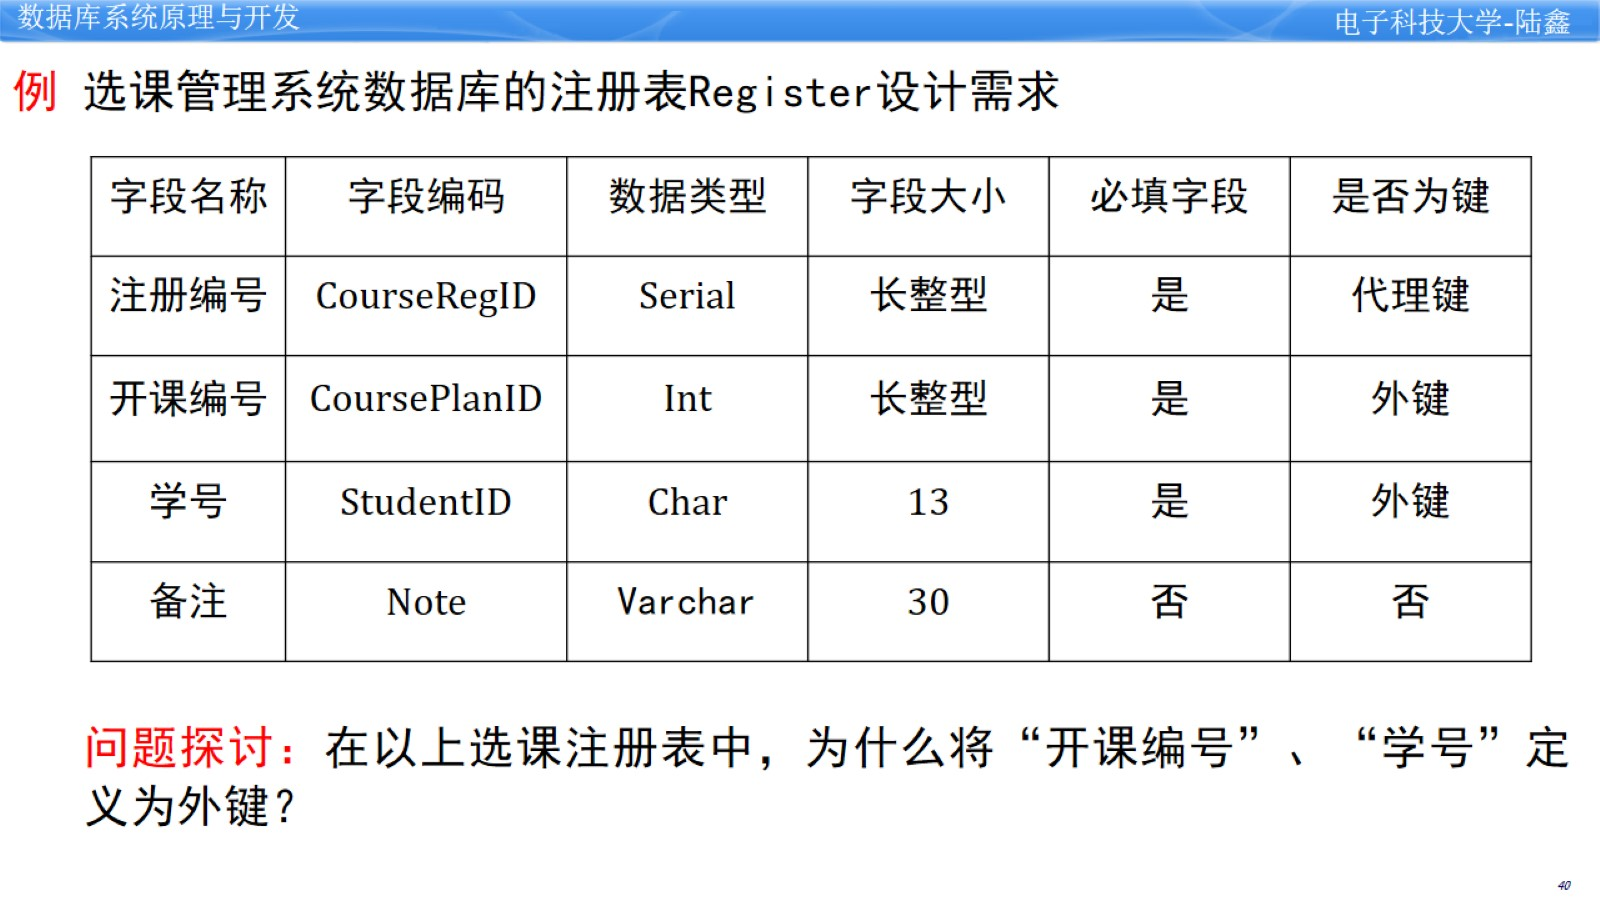 数据库系统原理与开发
电子科技大学-陆鑫
例 选课管理系统数据库的注册表Register设计需求
字段名称 字段编码 数据类型 字段大小 必填字段 是否为键
注册编号 CourseRegID Serial 长整型 是 代理键
开课编号 CoursePlanID Int 长整型 是 外键
学号 StudentID Char 13 是 外键
备注 Note Varchar 30 否 否
问题探讨：在以上选课注册表中，为什么将“开课编号”、“学号”定
义为外键？
40